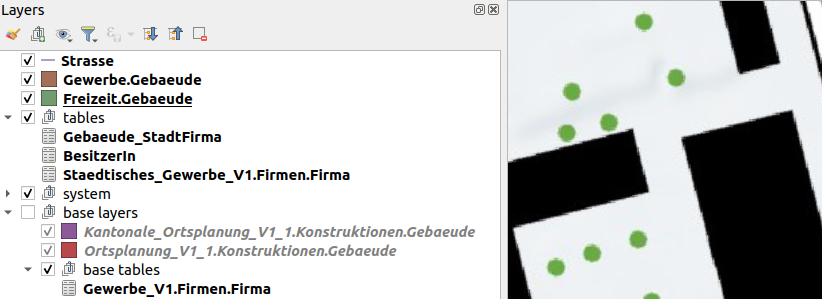 Layers
Strasse
Gewerbe.Gebaeude
Freizeit.Gebaeude
tables
Gebaeude_StadtFirma
BesitzerIn
Staedtisches_Gewerbe_V1.Firmen.Firma
system
base layers
Kantonale_Ortsplanung_V1_1.Konstruktionen.Gebaeude
Ortsplanung_V1_1.Konstruktionen.Gebaeude
base tables
Gewerbe_V1.Firmen.Firma